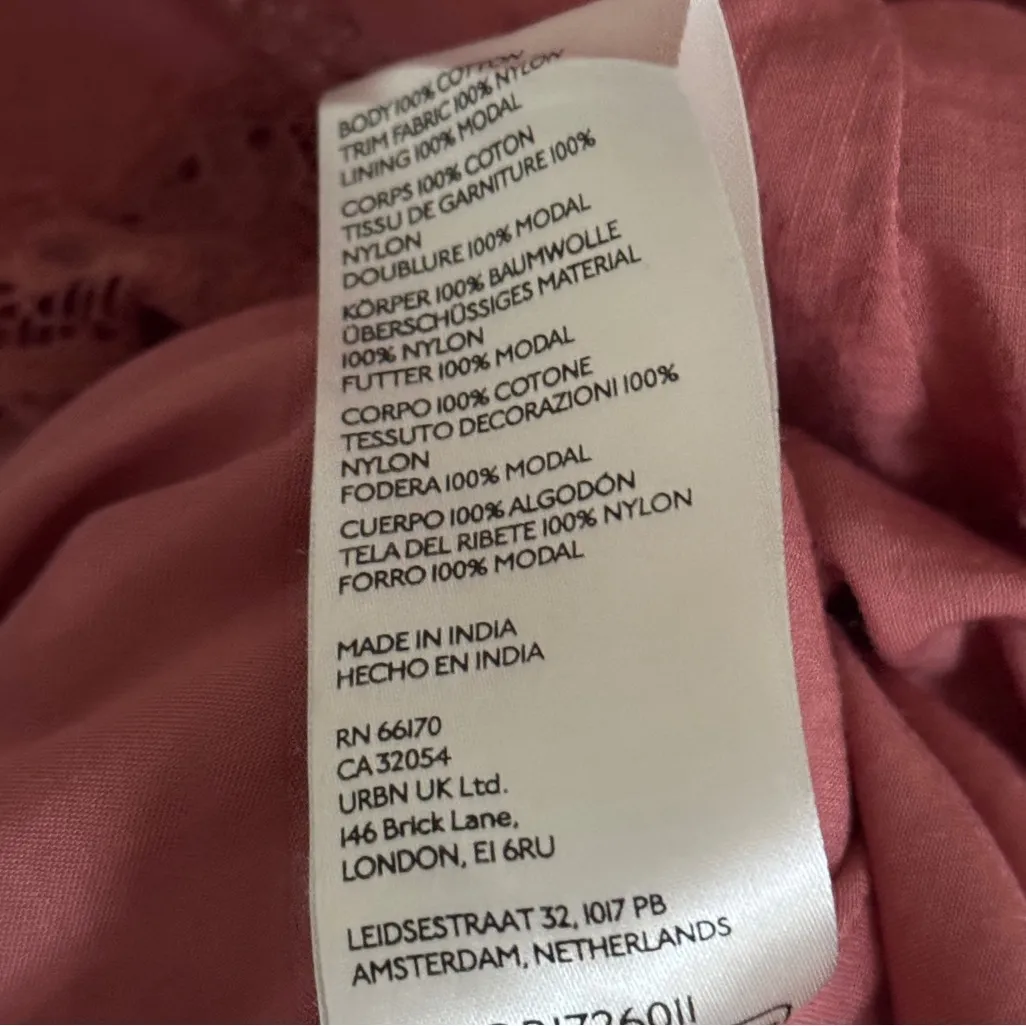 BODY 100% COTTON
TRIM FABRIC 100% NYLON
LINING 100% MODAL
CORPS 100% COTON
TISSU DE GARNITURE 100%
NYLON
DOUBLURE 100% MODAL
KÖRPER 100% BAUMWOLLE
ÜBERSCHÜSSIGES MATERIAL
100% NYLON
FUTTER 100% MODAL
CORPO 100% COTONE
TESSUTO DECORAZIONI 100%
NYLON
FODERA 100% MODAL
CUERPO 100% ALGODÓN
TELA DEL RIBETE 100% NYLON
FORRO 100% MODAL
MADE IN INDIA
HECHO EN INDIA
RN 66170
CA 32054
URBN UK Ltd.
146 Brick Lane,
LONDON, E1 6RU
LEIDSESTRAAT 32, 1017 PB
AMSTERDAM, NETHERLANDS